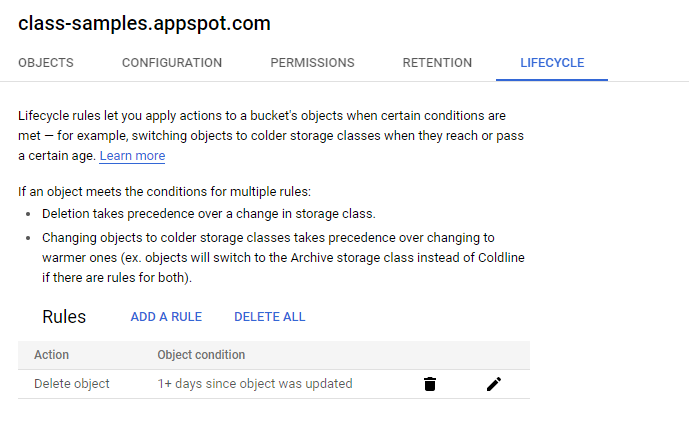 class-samples.appspot.com
OBJECTS CONFIGURATION PERMISSIONS RETENTION LIFECYCLE
Lifecycle rules let you apply actions to a bucket's objects when certain conditions are
met — for example, switching objects to colder storage classes when they reach or pass
a certain age. Learn more
If an object meets the conditions for multiple rules:
• Deletion takes precedence over a change in storage class.
• Changing objects to colder storage classes takes precedence over changing to
warmer ones (ex. objects will switch to the Archive storage class instead of Coldline
if there are rules for both).
Rules ADD A RULE DELETE ALL
Action Object condition
Delete object 1+ days since object was updated